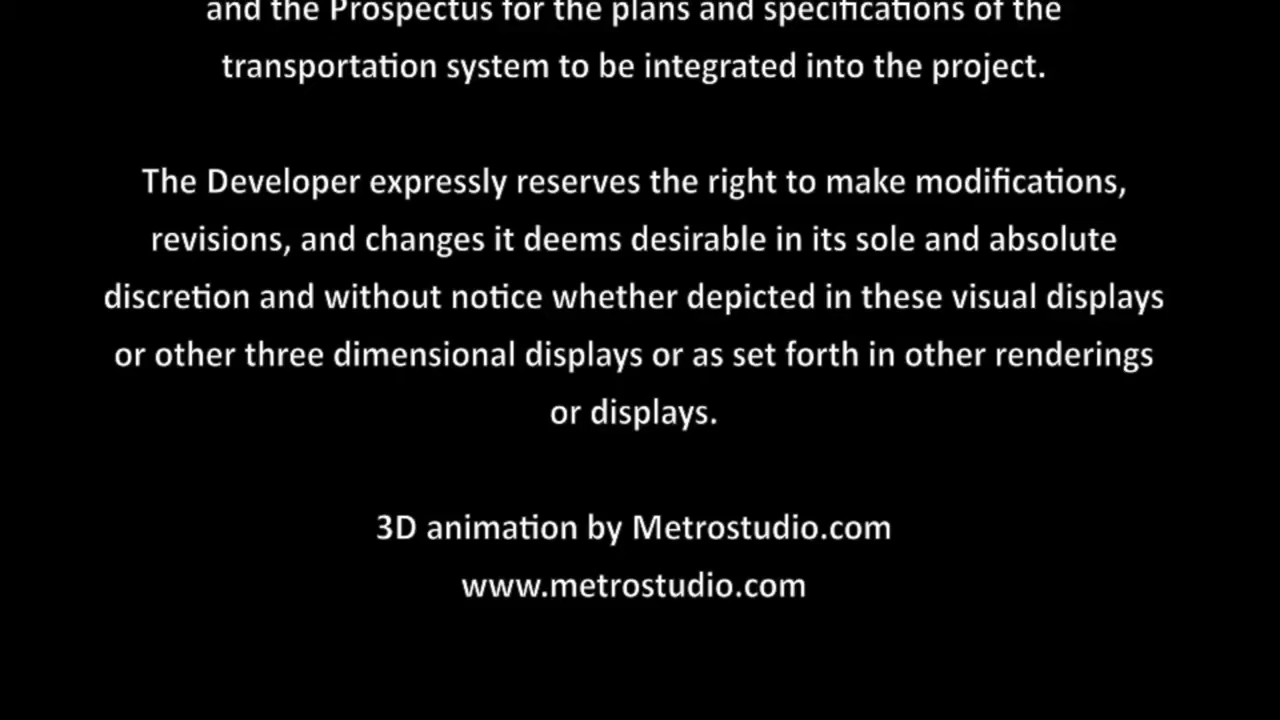 and the Prospectus for the plans and specifications of the
transportation system to be integrated into the project.
The Developer expressly reserves the right to make modifications,
revisions, and changes it deems desirable in its sole and absolute
discretion and without notice whether depicted in these visual displays
or other three dimensional displays or as set forth in other renderings
or displays.
3D animation by Metrostudio.com
www.metrostudio.com